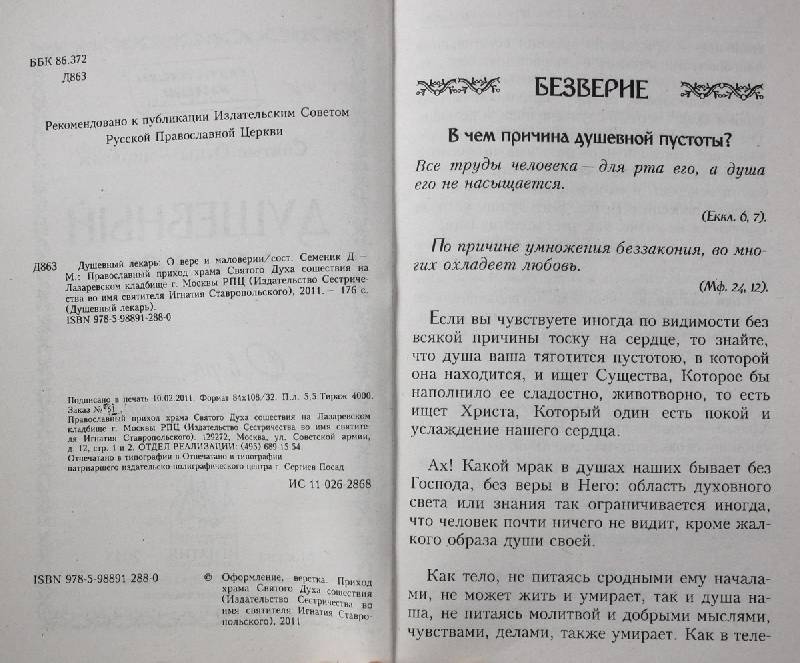 ББК 86.372
Д863
Рекомендовано к публикации Издательским Советом
Русской Православной Церкви
Д863 Душевный лекарь: О вере и маловерии/сост. Семеник Д. –
М.: Православный приход храма Святого Духа сошествия на
Лазаревском кладбище г. Москвы РПЦ (Издательство Сестриче-
ства во имя святителя Игнатия Ставропольского), 2011. – 176 с.
(Душевный лекарь).
ISBN 978-5 98891-288-0
Подписано в печать 10.02.2011. Формат 84х108/32. П.л. 5,5 Тираж 4000.
Заказ №
Православный приход храма Святого Духа сошествия на Лазаревском
кладбище г. Москвы РПЦ (Издательство Сестричества во имя святите-
ля Игнатия Ставропольского). 129272, Москва, ул. Советской армии,
д. 12, стр. 1 и 2. ОТДЕЛ РЕАЛИЗАЦИИ: (495) 689 15 54.
Отпечатано в типографии в Отпечатано и типографии
патриаршего издательско полиграфического центра г Сергиев Посад
ИС 11 026 2868
ISBN 978-5-98891 288-0
© Оформление, верстка. Приход
храма Святого Духа сошествия
(Издательство Сестричества во
имя святителя Игнатия Ставро-
польского). 2011
БЕЗВЕРИЕ
В чем причина душевной пустоты?
Все труды человека – для рта его, а душа
его не насыщается.
(Еккл. 6, 7).
По причине умножения беззакония, во мно-
гих охладеет любовь.
(Мф. 24, 12).
Если вы чувствуете иногда по видимости без
всякой причины тоску на сердце, то знайте,
что душа ваша тяготится пустотою, в которой
она находится, и ищет Существа, Которое бы
наполнило ее сладостно, животворно, то есть
ищет Христа, Который один есть покой и
услаждение нашего сердца.
Ах! Какой мрак в душах наших бывает без
Господа, без веры в Него: область духовного
света или знания так ограничивается иногда,
что человек почти ничего не видит, кроме жал-
кого образа души своей.
Как тело, не питаясь сродными ему начала-
ми, не может жить и умирает, так и душа на-
ша, не питаясь молитвой и добрыми мыслями,
чувствами, делами, также умирает. Как в теле-